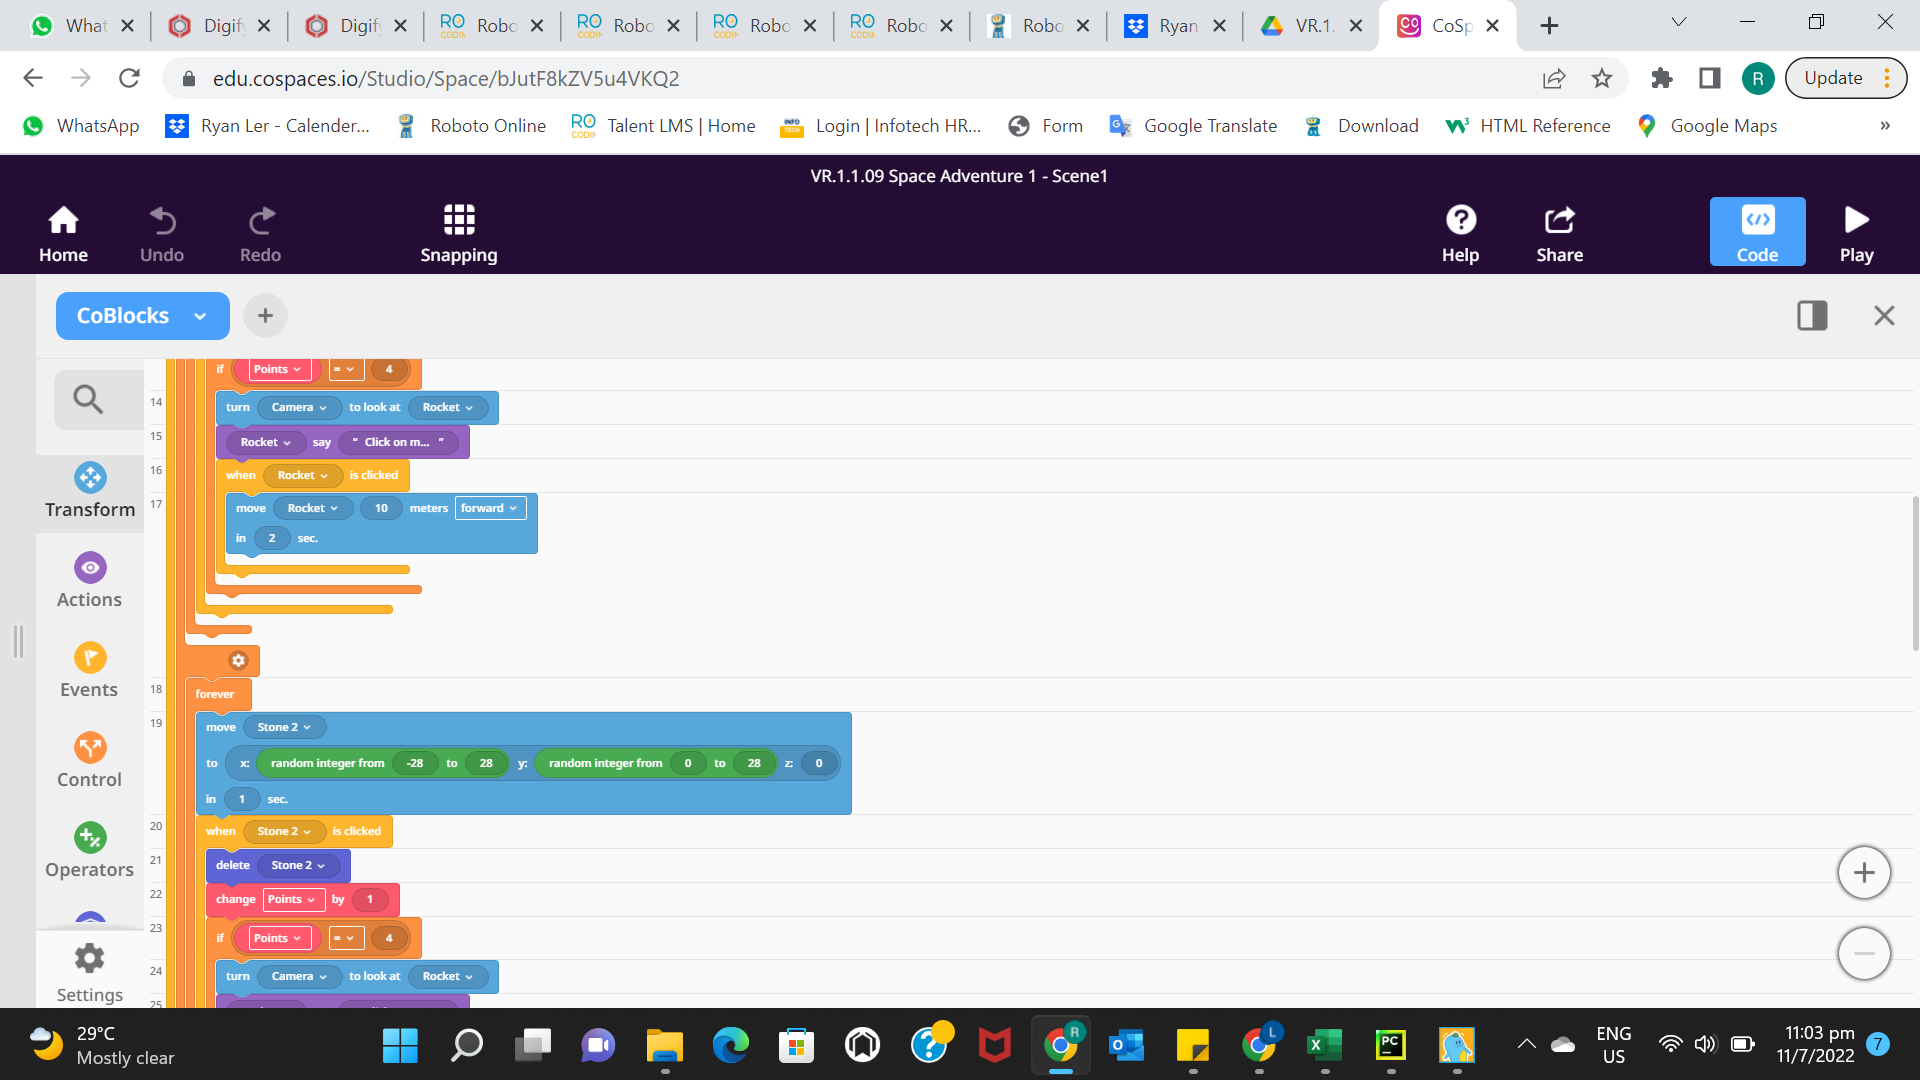 What
Digify
Digify
Robo
Robo
Robo
Robo
Robo
Ryan
VR.1.
CoSp
edu.cospaces.io/Studio/Space/bJutF8kZV5u4VKQ2
R
Update
WhatsApp
Ryan Ler - Calender...
Roboto Online
Talent LMS | Home
Login | Infotech HR...
Form
Google Translate
Download
HTML Reference
Google Maps
»
VR.1.1.09 Space Adventure 1 - Scene1
Home
Undo
Redo
Snapping
Help
Share
Code
Play
CoBlocks
Transform
Actions
Events
Control
Operators
Settings
if Points = 4
14 turn Camera to look at Rocket
15 Rocket say " Click on m... "
16 when Rocket is clicked
17 move Rocket 10 meters forward
in 2 sec.
18 forever
19 move Stone 2
to x: random integer from -28 to 28 y: random integer from 0 to 28 z: 0
in 1 sec.
20 when Stone 2 is clicked
21 delete Stone 2
22 change Points by 1
23 if Points = 4
24 turn Camera to look at Rocket
25
29°C
Mostly clear
R
L
PC
ENG
US
11:03 pm
11/7/2022
7